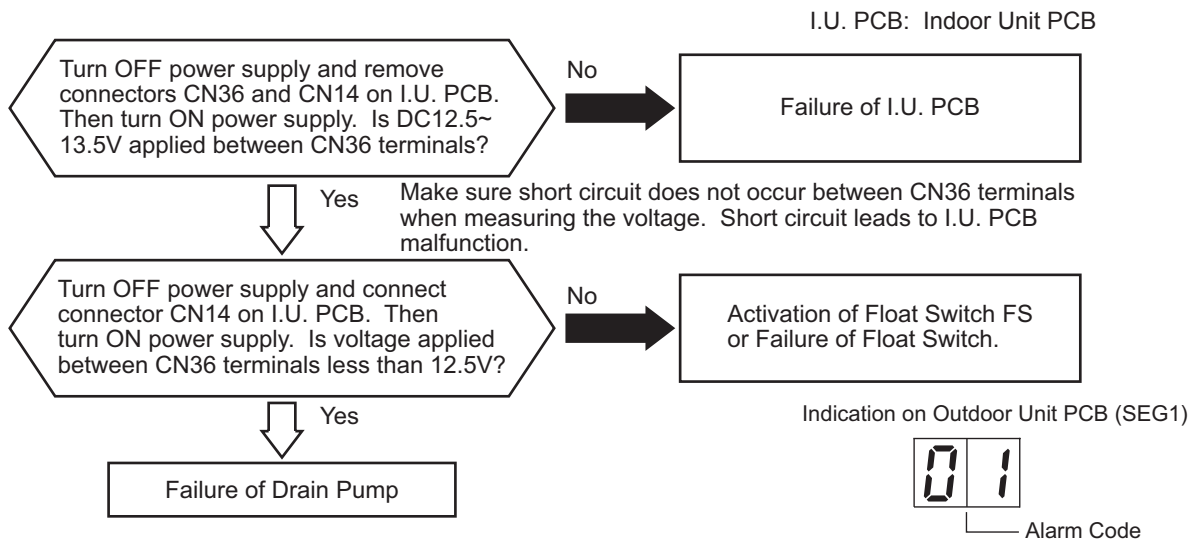 I.U. PCB:  Indoor Unit PCB
Turn OFF power supply and remove
connectors CN36 and CN14 on I.U. PCB.
Then turn ON power supply.  Is DC12.5~
13.5V applied between CN36 terminals?
No
Failure of I.U. PCB
Yes
Make sure short circuit does not occur between CN36 terminals
when measuring the voltage.  Short circuit leads to I.U. PCB
malfunction.
Turn OFF power supply and connect
connector CN14 on I.U. PCB.  Then
turn ON power supply.  Is voltage applied
between CN36 terminals less than 12.5V?
No
Activation of Float Switch FS
or Failure of Float Switch.
Yes
Failure of Drain Pump
Indication on Outdoor Unit PCB (SEG1)
01
Alarm Code